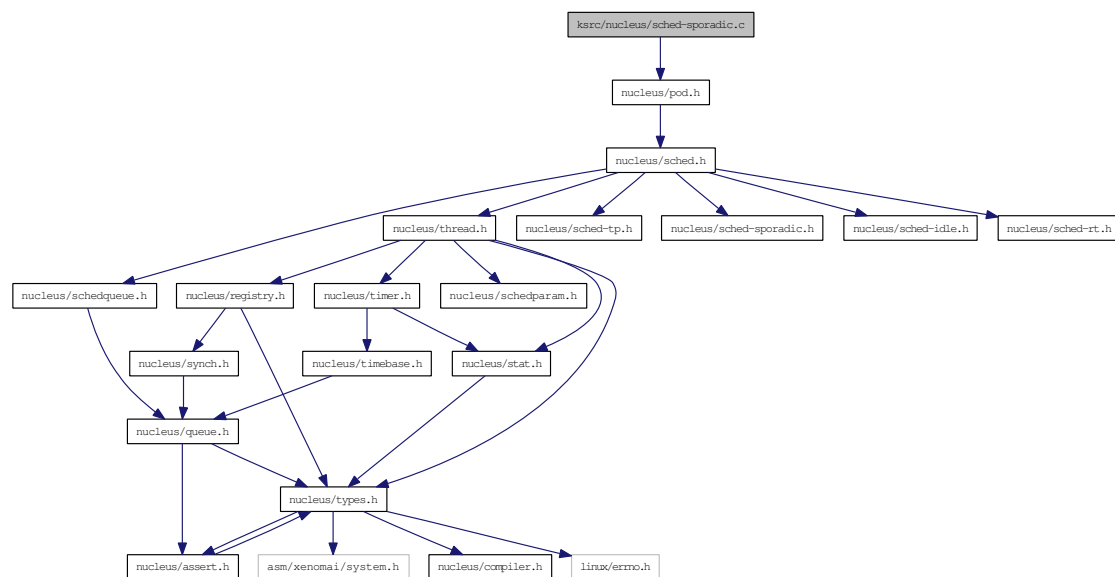 ksrc/nucleus/sched-sporadic.c
nucleus/pod.h
nucleus/sched.h
nucleus/thread.h
nucleus/sched-tp.h
nucleus/sched-sporadic.h
nucleus/sched-idle.h
nucleus/sched-rt.h
nucleus/schedqueue.h
nucleus/registry.h
nucleus/timer.h
nucleus/schedparam.h
nucleus/synch.h
nucleus/timebase.h
nucleus/stat.h
nucleus/queue.h
nucleus/types.h
nucleus/assert.h
asm/xenomai/system.h
nucleus/compiler.h
linux/errno.h